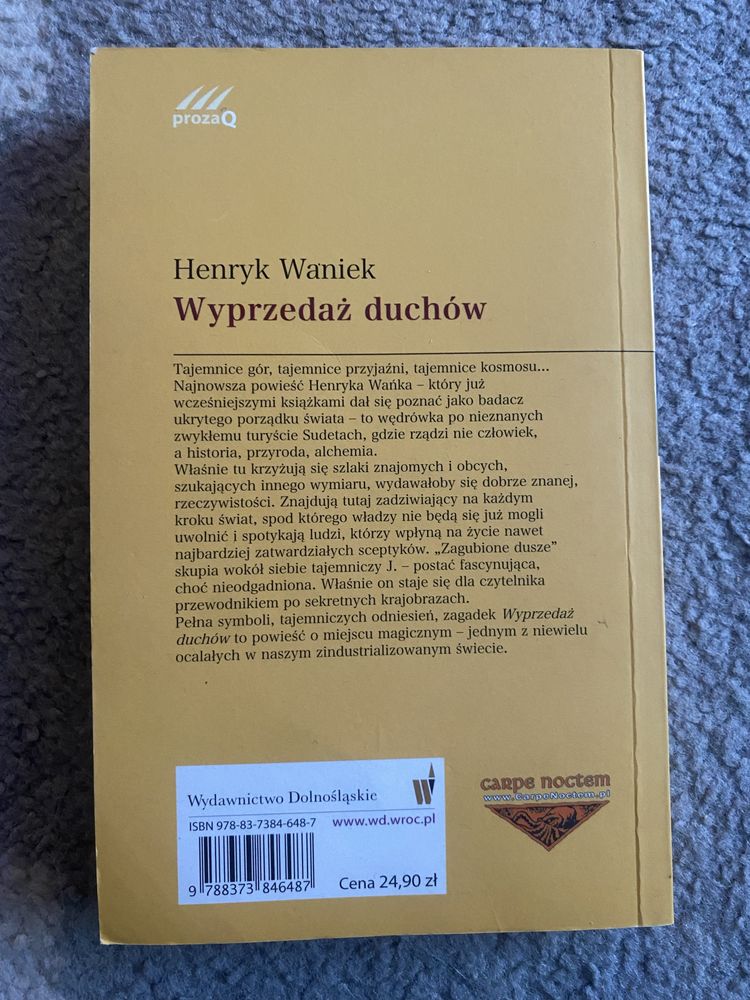 prozaQ
Henryk Waniek
Wyprzedaż duchów
Tajemnice gór, tajemnice przyjaźni, tajemnice kosmosu...
Najnowsza powieść Henryka Wańka – który już
wcześniejszymi książkami dał się poznać jako badacz
ukrytego porządku świata – to wędrówka po nieznanych
zwykłemu turyście Sudetach, gdzie rządzi nie człowiek,
a historia, przyroda, alchemia.
Właśnie tu krzyżują się szlaki znajomych i obcych,
szukających innego wymiaru, wydawałoby się dobrze znanej,
rzeczywistości. Znajdują tutaj zadziwiający na każdym
kroku świat, spod którego władzy nie będą się już mogli
uwolnić i spotykają ludzi, którzy wpłyną na życie nawet
najbardziej zatwardziałych sceptyków. „Zagubione dusze”
skupia wokół siebie tajemniczy J. – postać fascynująca,
choć nieodgadniona. Właśnie on staje się dla czytelnika
przewodnikiem po sekretnych krajobrazach.
Pełna symboli, tajemniczych odniesień, zagadek Wyprzedaż
duchów to powieść o miejscu magicznym – jednym z niewielu
ocalałych w naszym zindustrializowanym świecie.
Wydawnictwo Dolnośląskie
ISBN 978-83-7384-648-7 www.wd.wroc.pl
9 788373 846487
Cena 24,90 zł
carpe noctem
www.CarpeNoctem.pl